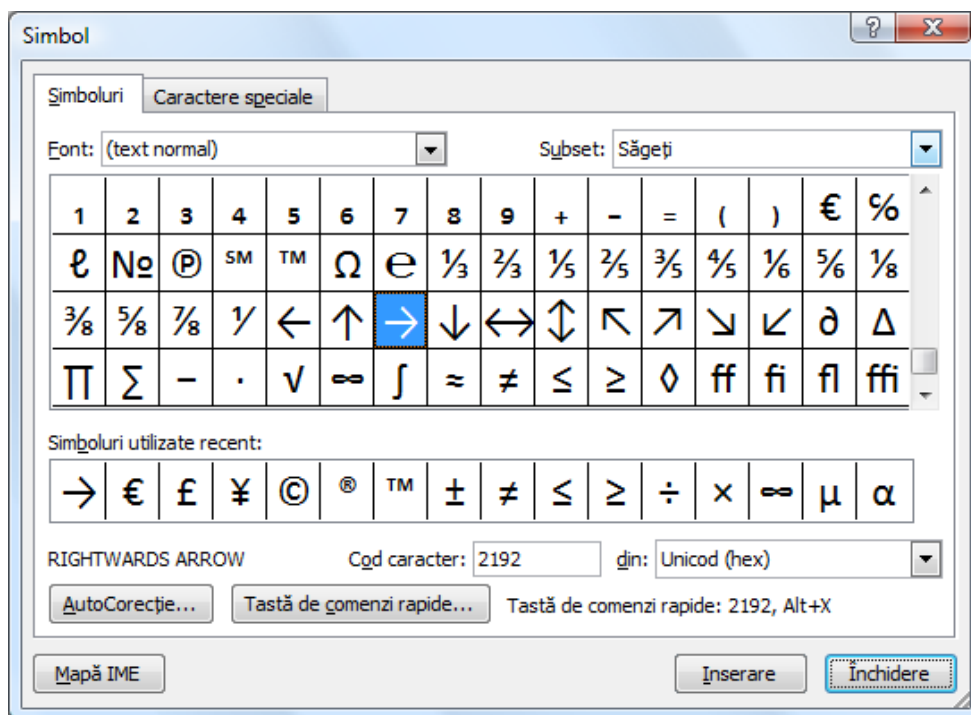 Simbol
Simboluri Caractere speciale
Font: (text normal) Subset: Săgeți
₁ ₂ ₃ ₄ ₅ ₆ ₇ ₈ ₉ ₊ ₋ ₌ ₍ ₎ € ℅
ℓ № ℗ ℠ ™ Ω ℮ ⅓ ⅔ ⅕ ⅖ ⅗ ⅘ ⅙ ⅚ ⅛
⅜ ⅝ ⅞ ⅟ ← ↑ → ↓ ↔ ↕ ↖ ↗ ↘ ↙ ∂ ∆
∏ ∑ − ∙ √ ∞ ∫ ≈ ≠ ≤ ≥ ◊ ff fi fl ffi
Simboluri utilizate recent:
→ € £ ¥ © ® ™ ± ≠ ≤ ≥ ÷ × ∞ µ α
RIGHTWARDS ARROW Cod caracter: 2192 din: Unicod (hex)
AutoCorecție... Tastă de comenzi rapide... Tastă de comenzi rapide: 2192, Alt+X
Mapă IME Inserare Închidere